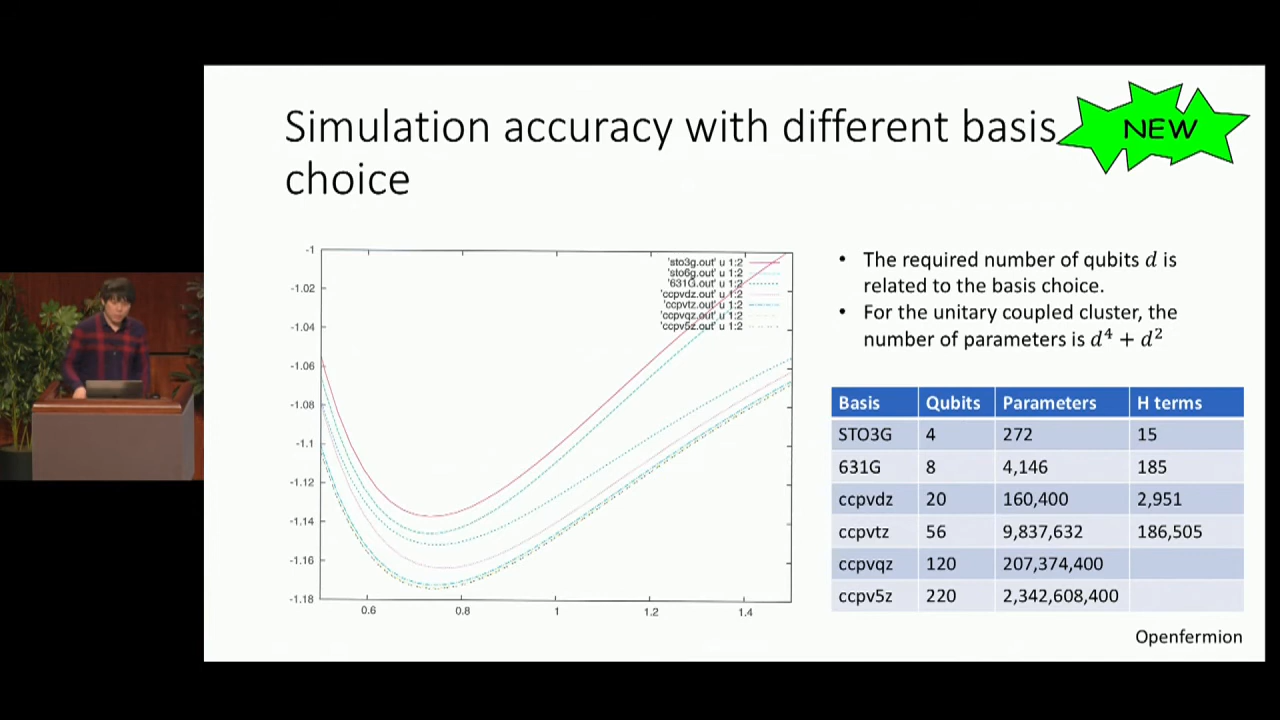 Simulation accuracy with different basis
choice
NEW
-1
-1.02
-1.04
-1.06
-1.08
-1.1
-1.12
-1.14
-1.16
-1.18
0.6 0.8 1 1.2 1.4
'sto3g.out' u 1:2
'sto6g.out' u 1:2
'631G.out' u 1:2
'ccpvdz.out' u 1:2
'ccpvtz.out' u 1:2
'ccpvqz.out' u 1:2
'ccpv5z.out' u 1:2
• The required number of qubits d is
related to the basis choice.
• For the unitary coupled cluster, the
number of parameters is d⁴ + d²
Basis Qubits Parameters H terms
STO3G 4 272 15
631G 8 4,146 185
ccpvdz 20 160,400 2,951
ccpvtz 56 9,837,632 186,505
ccpvqz 120 207,374,400
ccpv5z 220 2,342,608,400
Openfermion